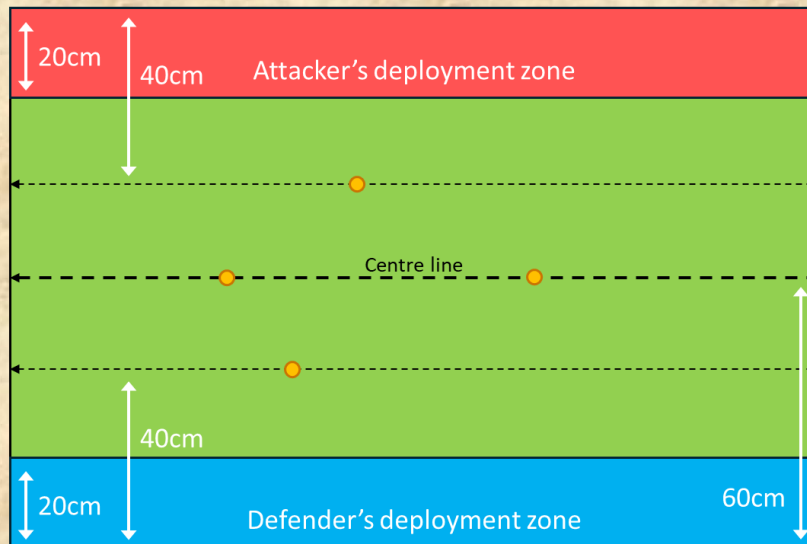 20cm
40cm
Attacker's deployment zone
Centre line
40cm
20cm
60cm
Defender's deployment zone